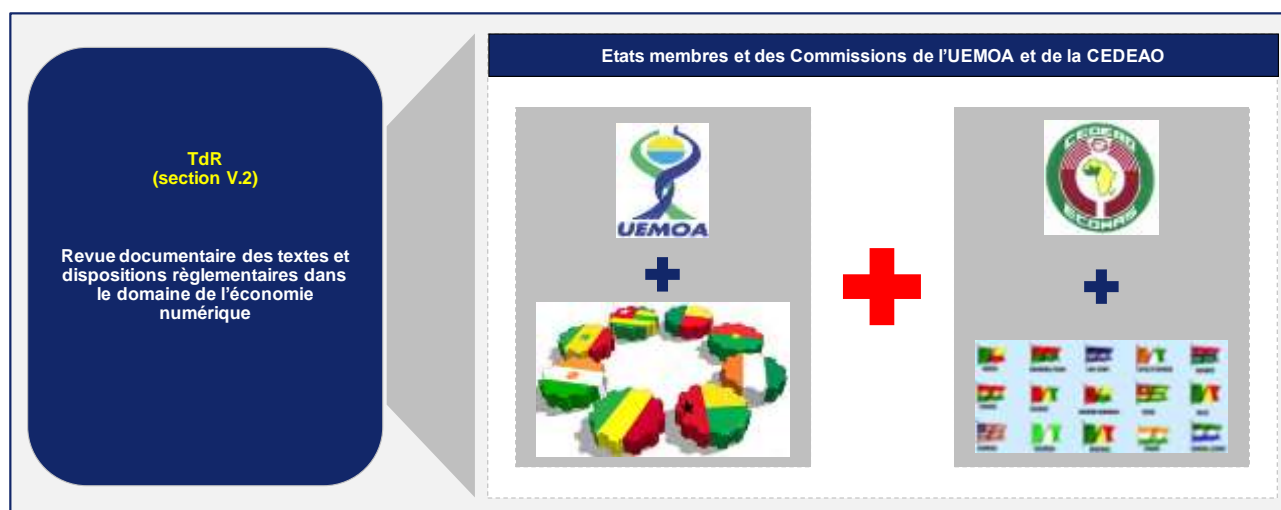 Etats membres et des Commissions de l'UEMOA et de la CEDEAO
TdR
(section V.2)
Revue documentaire des textes et
dispositions règlementaires dans
le domaine de l'économie
numérique
UEMOA
CEDEAO
ECOWAS